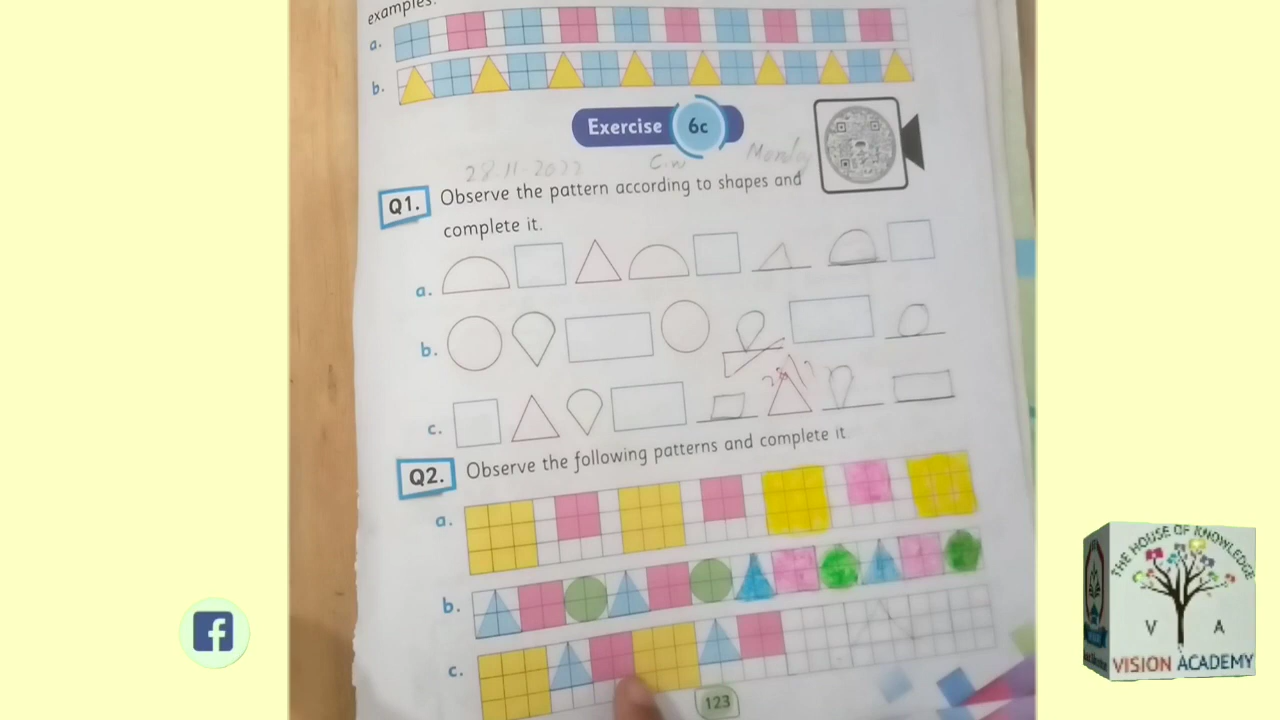 examples:
a.
b.
Exercise 6c
28.11.2022 C.W Monday
Q1. Observe the pattern according to shapes and
complete it.
a.
b.
c.
Q2. Observe the following patterns and complete it
a.
b.
c.
123
THE HOUSE OF KNOWLEDGE
V A
VISION ACADEMY